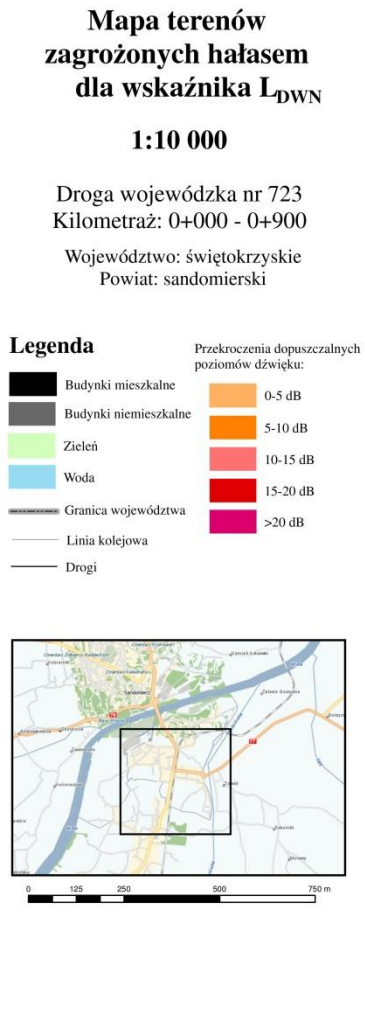 Mapa terenów
zagrożonych hałasem
dla wskaźnika LDWN
1:10 000
Droga wojewódzka nr 723
Kilometraż: 0+000 - 0+900
Województwo: świętokrzyskie
Powiat: sandomierski
Legenda
Budynki mieszkalne
Budynki niemieszkalne
Zieleń
Woda
Granica województwa
Linia kolejowa
Drogi
Przekroczenia dopuszczalnych
poziomów dźwięku:
0-5 dB
5-10 dB
10-15 dB
15-20 dB
>20 dB
Sandomierz
79
77
0 125 250 500 750 m